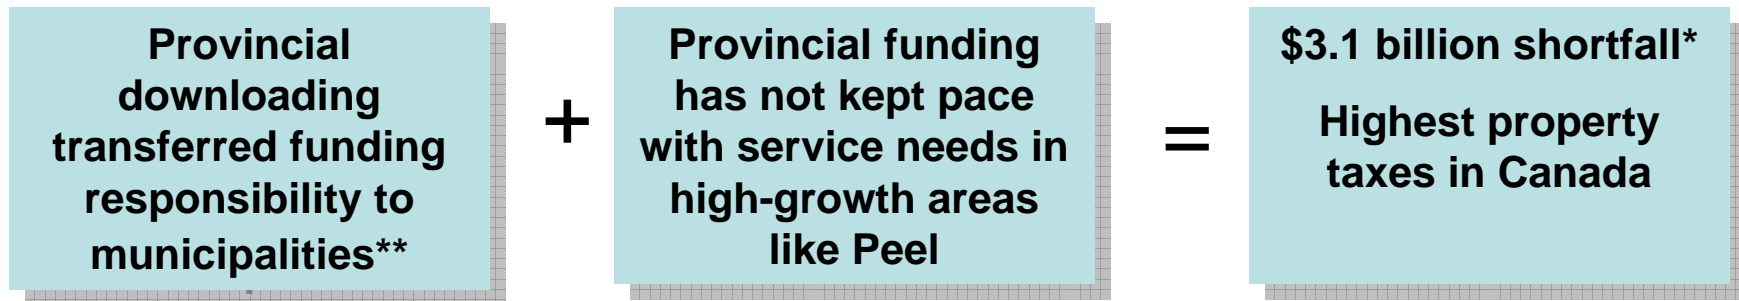 Provincial
downloading
transferred funding
responsibility to
municipalities**
+
Provincial funding
has not kept pace
with service needs in
high-growth areas
like Peel
=
$3.1 billion shortfall*
Highest property
taxes in Canada